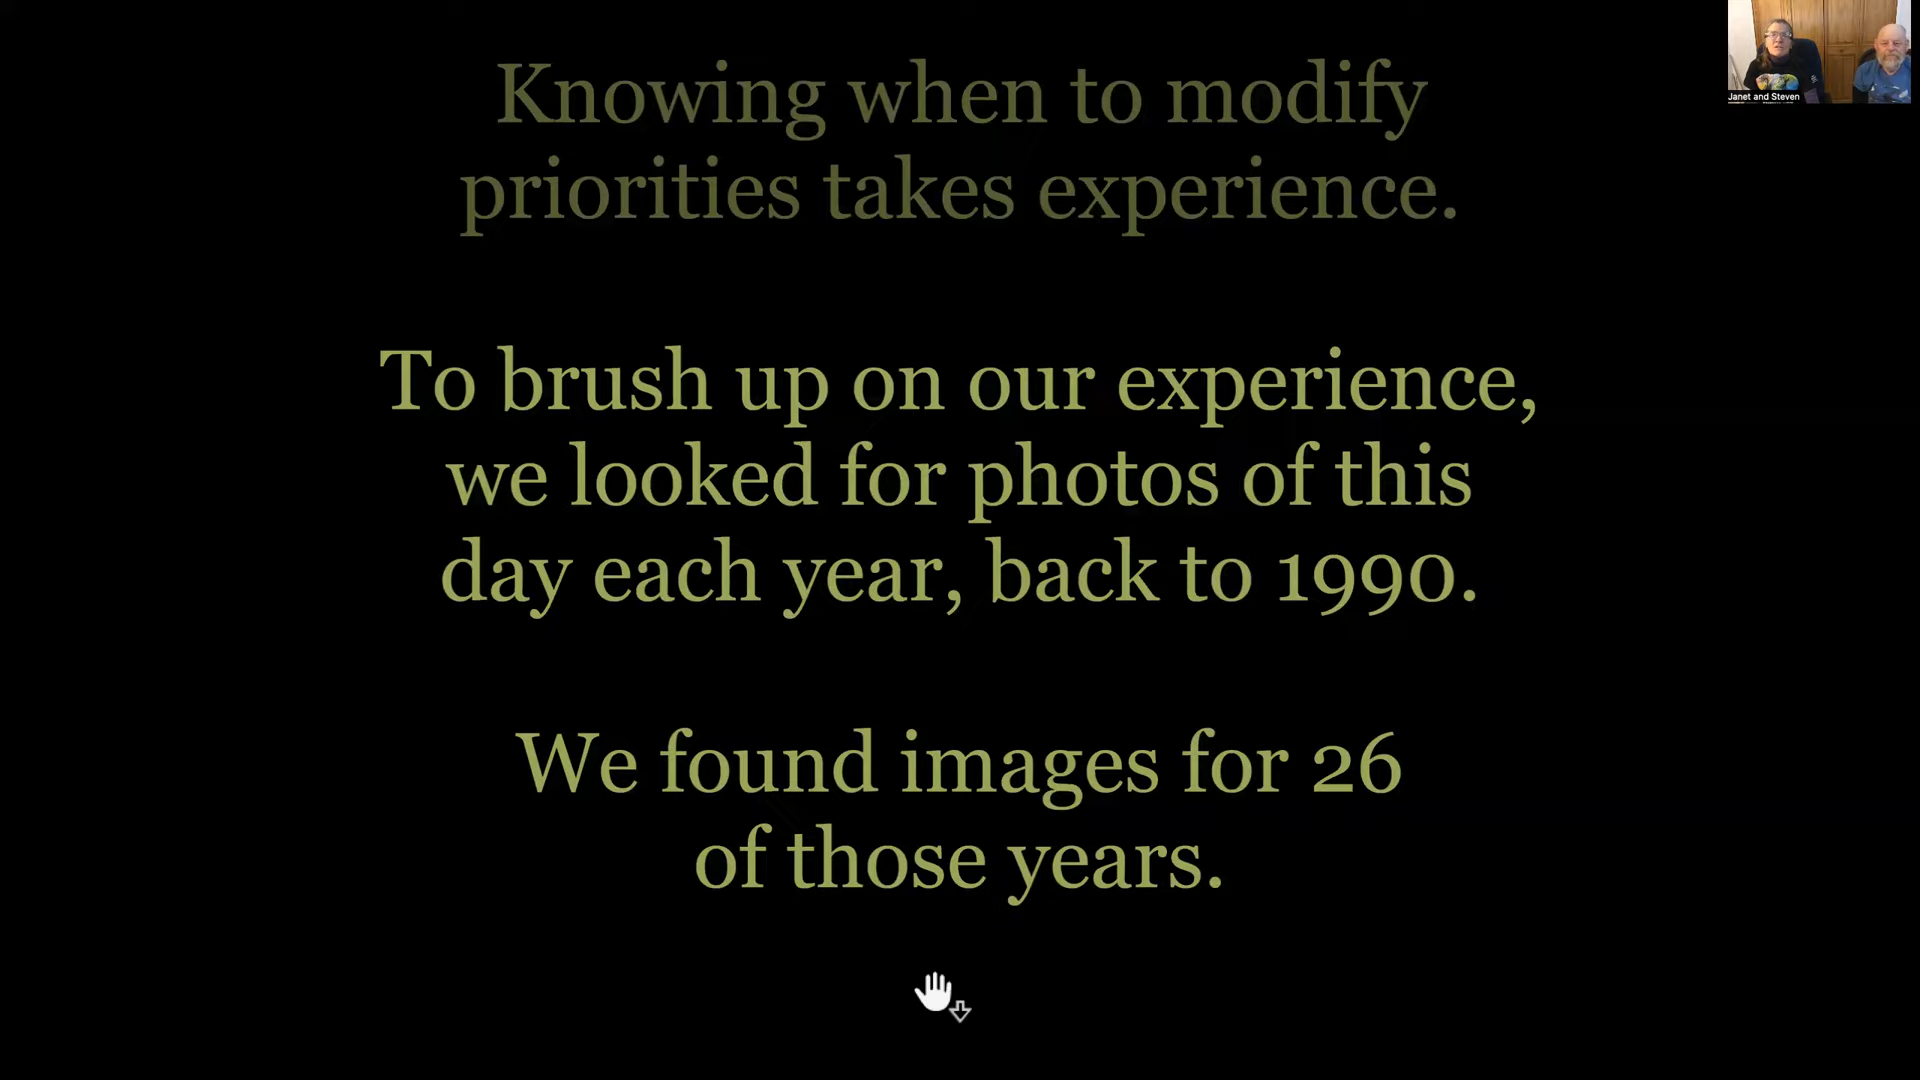 Janet and Steven
Knowing when to modify
priorities takes experience.
To brush up on our experience,
we looked for photos of this
day each year, back to 1990.
We found images for 26
of those years.